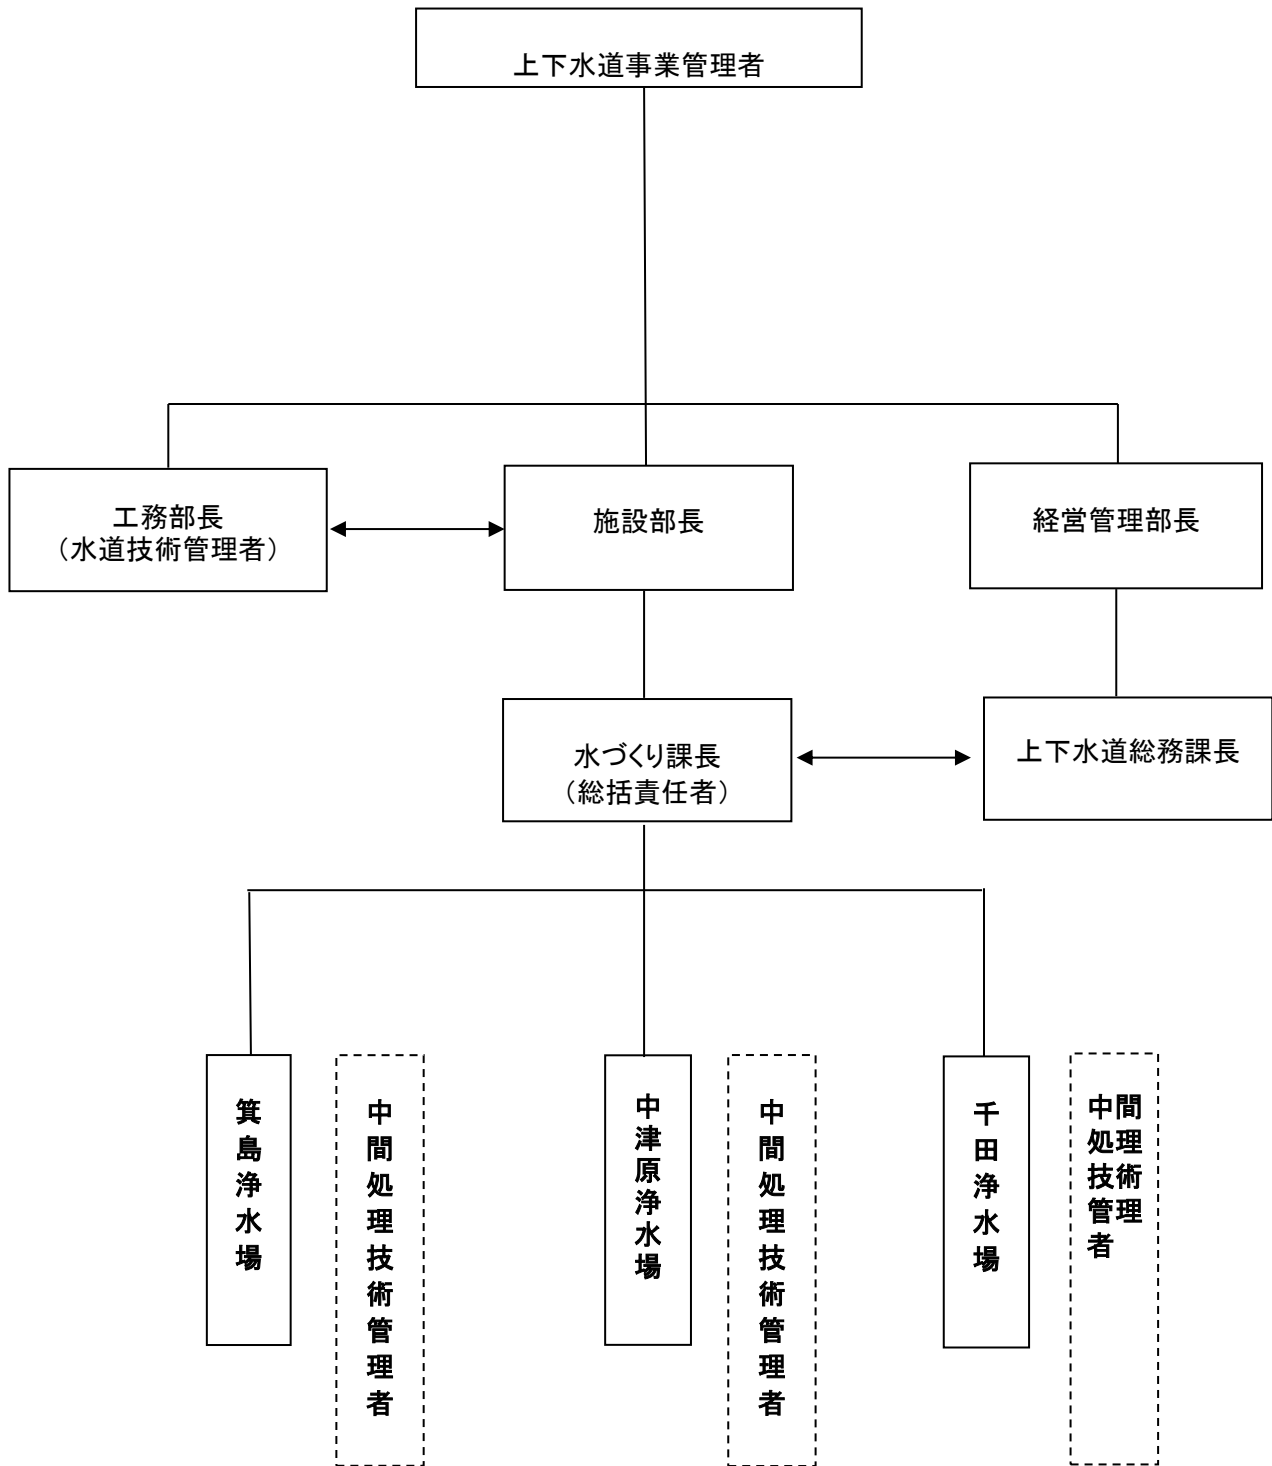 上下水道事業管理者
工務部長
（水道技術管理者）
施設部長
経営管理部長
水づくり課長
（総括責任者）
上下水道総務課長
箕島浄水場
中間処理技術管理者
中津原浄水場
中間処理技術管理者
千田浄水場
中間
処理
技術
管理
者